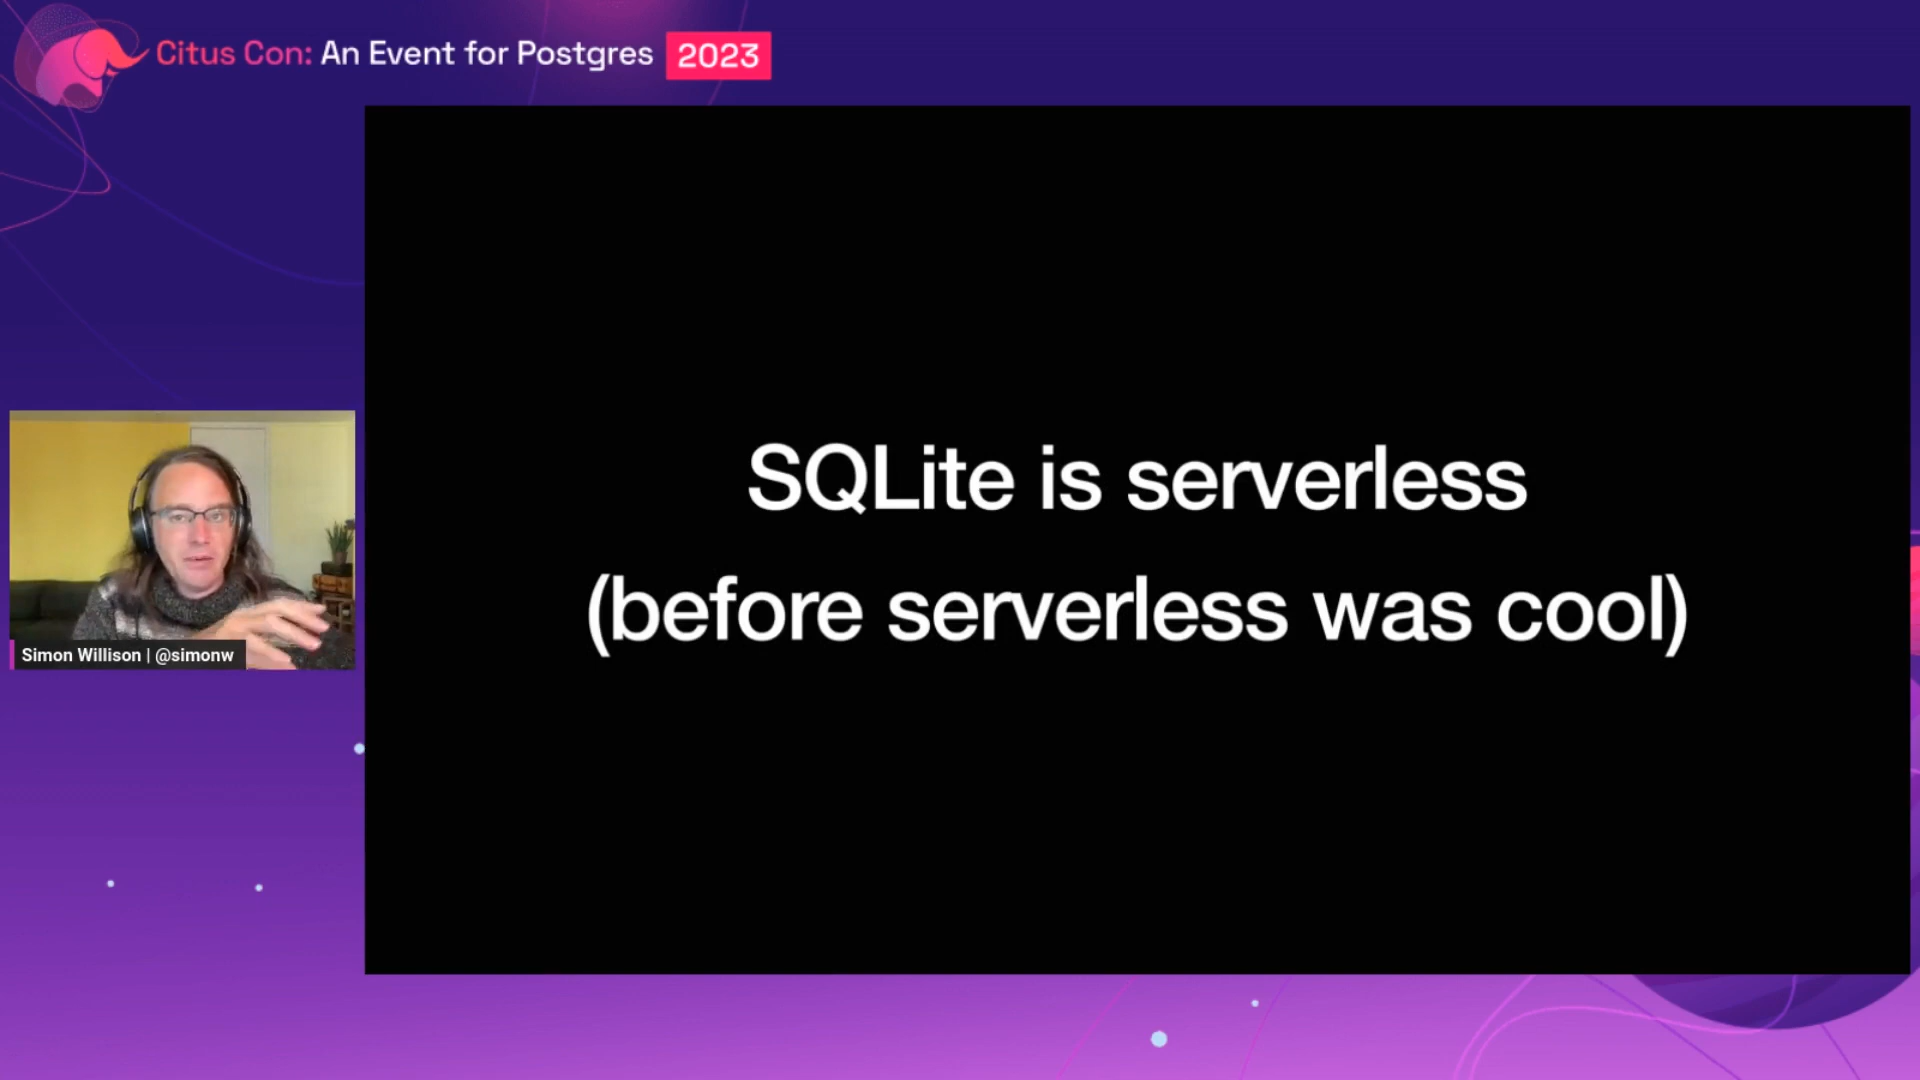 Citus Con: An Event for Postgres 2023
SQLite is serverless
(before serverless was cool)
Simon Willison | @simonw